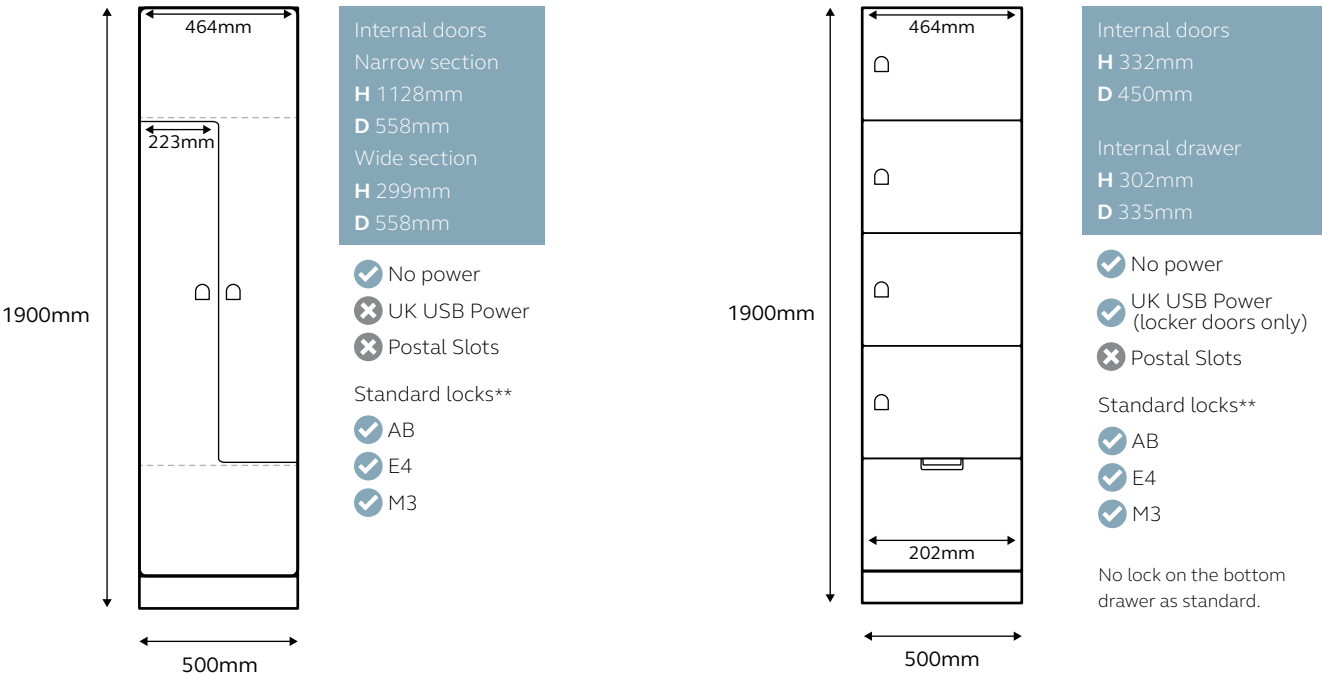 464mm
223mm
1900mm
500mm
Internal doors
Narrow section
H 1128mm
D 558mm
Wide section
H 299mm
D 558mm
No power
UK USB Power
Postal Slots
Standard locks**
AB
E4
M3
464mm
1900mm
202mm
500mm
Internal doors
H 332mm
D 450mm
Internal drawer
H 302mm
D 335mm
No power
UK USB Power
(locker doors only)
Postal Slots
Standard locks**
AB
E4
M3
No lock on the bottom
drawer as standard.